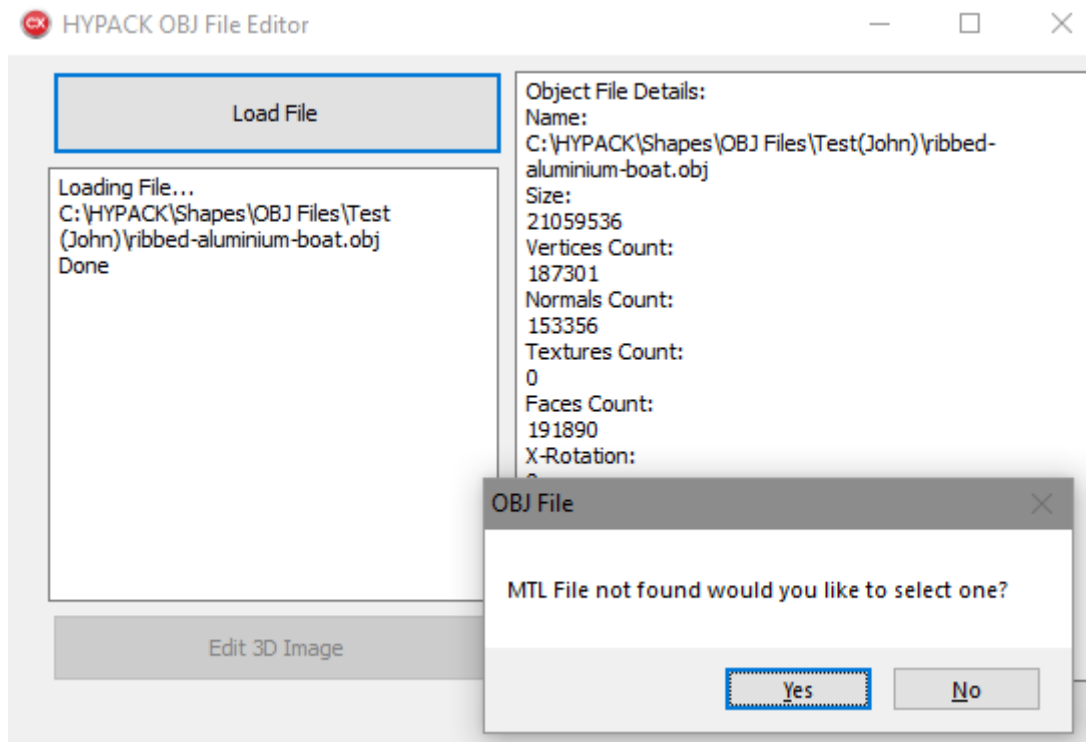 HYPACK OBJ File Editor
Load File
Loading File...
C:\HYPACK\Shapes\OBJ Files\Test
(John)\ribbed-aluminium-boat.obj
Done
Edit 3D Image
Object File Details:
Name:
C:\HYPACK\Shapes\OBJ Files\Test(John)\ribbed-
aluminium-boat.obj
Size:
21059536
Vertices Count:
187301
Normals Count:
153356
Textures Count:
0
Faces Count:
191890
X-Rotation:
OBJ File
MTL File not found would you like to select one?
Yes
No